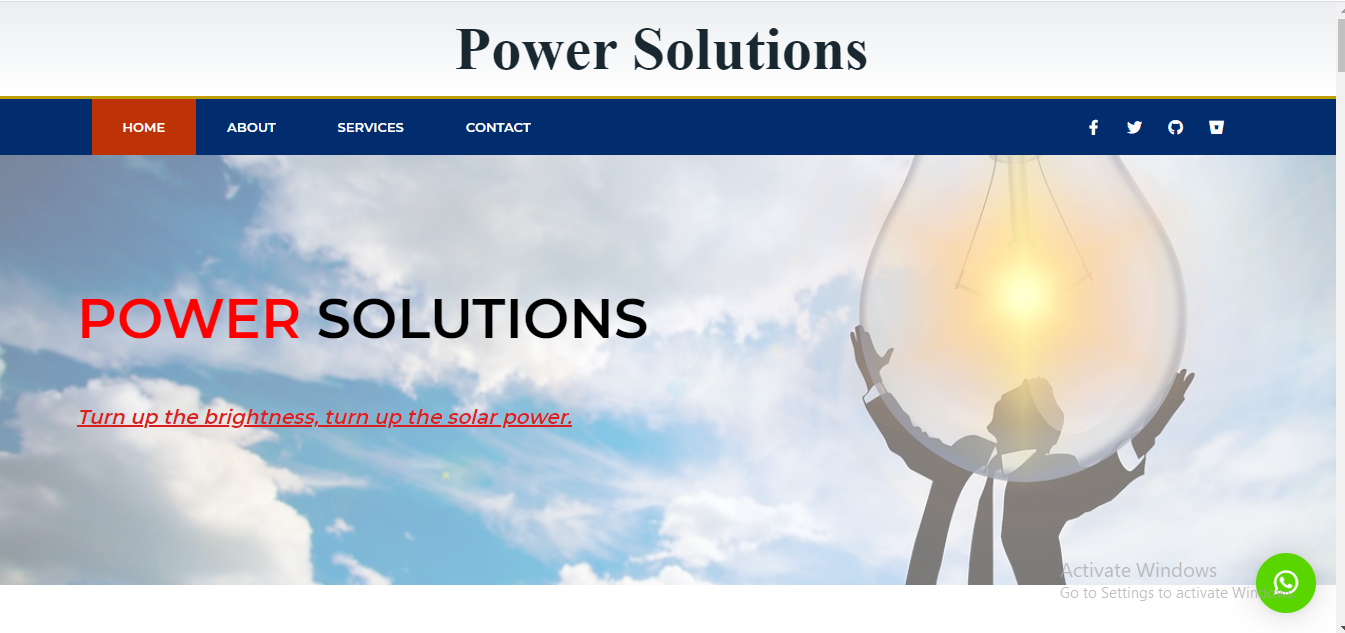 Power Solutions
HOME ABOUT SERVICES CONTACT
POWER SOLUTIONS
Turn up the brightness, turn up the solar power.
Activate Windows
Go to Settings to activate Windows.